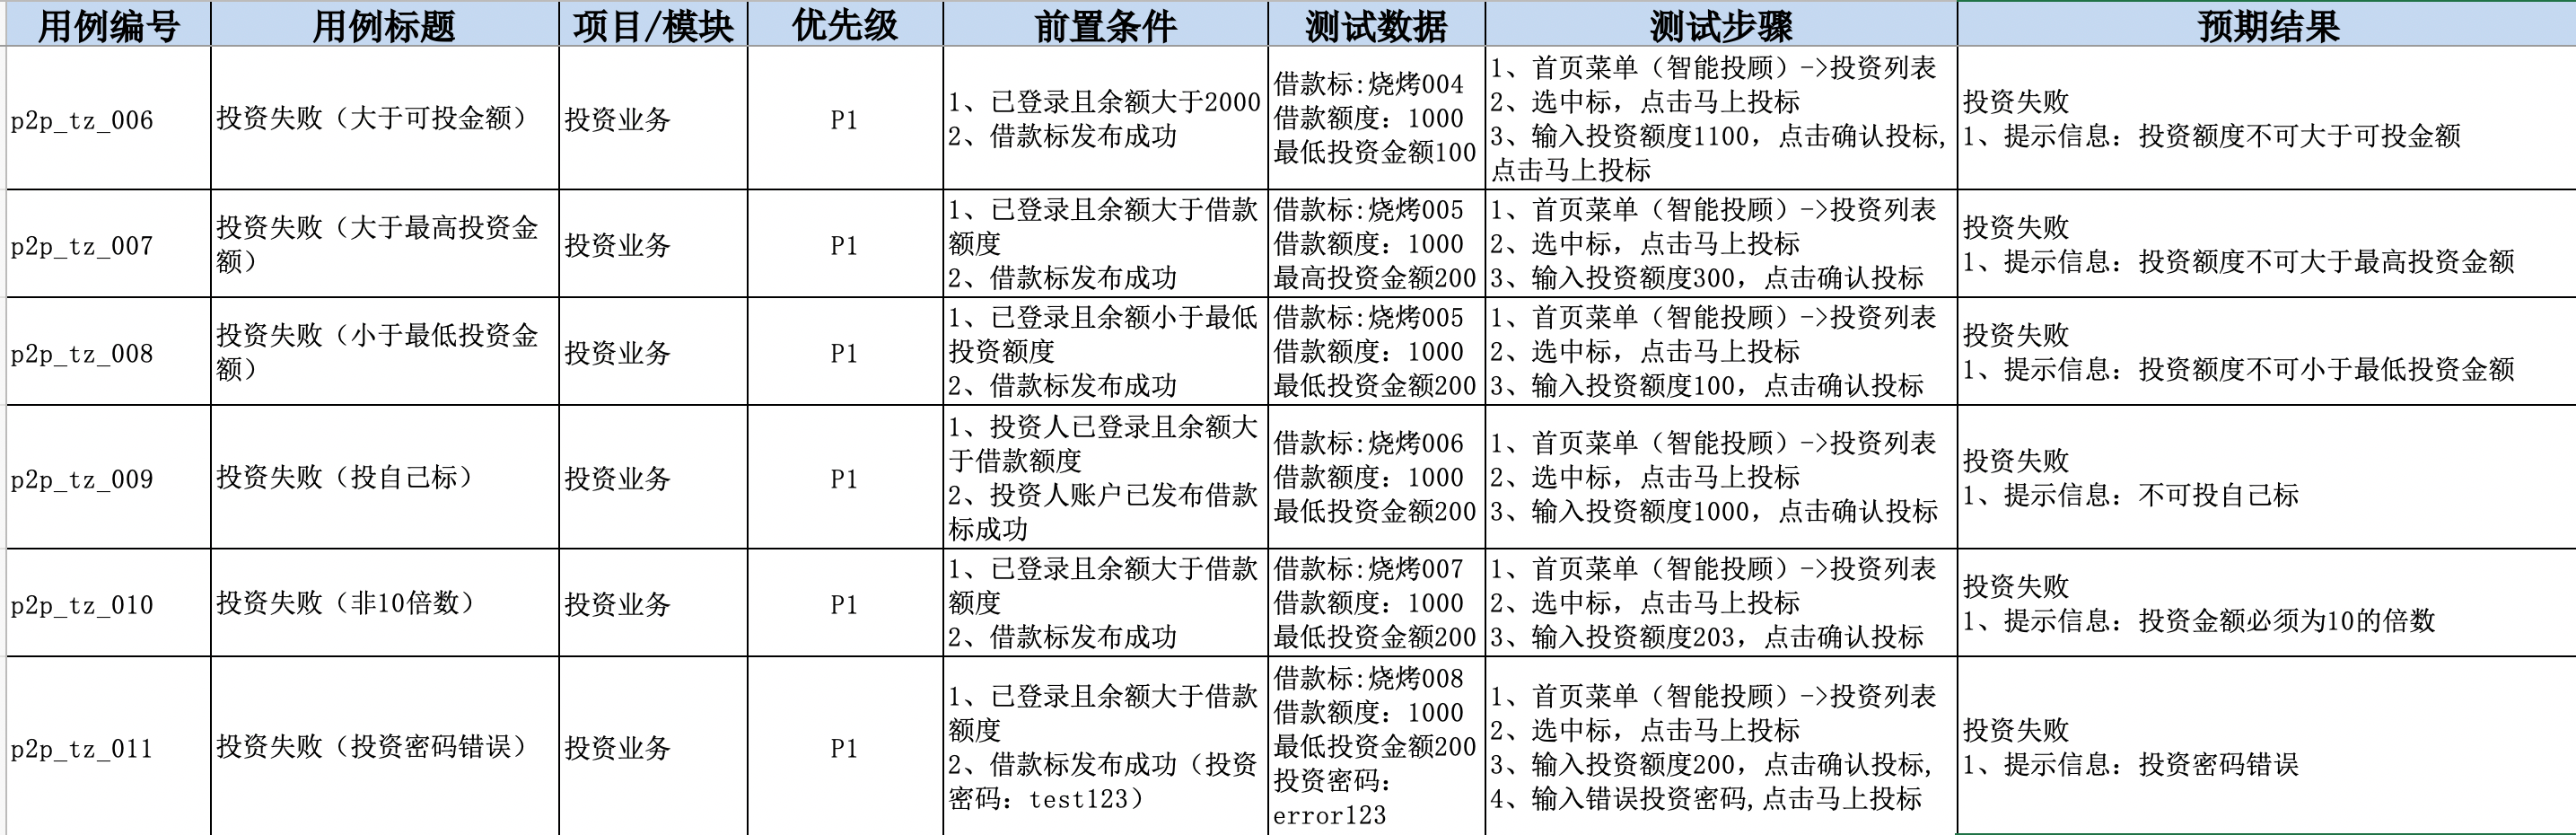 用例编号 用例标题 项目/模块 优先级 前置条件 测试数据 测试步骤 预期结果
p2p_tz_006
投资失败（大于可投金额）
投资业务
P1
1、已登录且余额大于2000
2、借款标发布成功
借款标:烧烤004
借款额度: 1000
最低投资金额100
1、首页菜单（智能投顾）->投资列表
2、选中标，点击马上投标
3、输入投资额度1100，点击确认投标,
点击马上投标
投资失败
1、提示信息：投资额度不可大于可投金额
p2p_tz_007
投资失败（大于最高投资金
额）
投资业务
P1
1、已登录且余额大于借款
额度
2、借款标发布成功
借款标:烧烤005
借款额度: 1000
最高投资金额200
1、首页菜单（智能投顾）->投资列表
2、选中标，点击马上投标
3、输入投资额度300，点击确认投标
投资失败
1、提示信息：投资额度不可大于最高投资金额
p2p_tz_008
投资失败（小于最低投资金
额）
投资业务
P1
1、已登录且余额小于最低
投资额度
2、借款标发布成功
借款标:烧烤005
借款额度: 1000
最低投资金额200
1、首页菜单（智能投顾）->投资列表
2、选中标，点击马上投标
3、输入投资额度100，点击确认投标
投资失败
1、提示信息：投资额度不可小于最低投资金额
p2p_tz_009
投资失败（投自己标）
投资业务
P1
1、投资人已登录且余额大
于借款额度
2、投资人账户已发布借款
标成功
借款标:烧烤006
借款额度: 1000
最低投资金额200
1、首页菜单（智能投顾）->投资列表
2、选中标，点击马上投标
3、输入投资额度1000，点击确认投标
投资失败
1、提示信息：不可投自己标
p2p_tz_010
投资失败（非10倍数）
投资业务
P1
1、已登录且余额大于借款
额度
2、借款标发布成功
借款标:烧烤007
借款额度: 1000
最低投资金额200
1、首页菜单（智能投顾）->投资列表
2、选中标，点击马上投标
3、输入投资额度203，点击确认投标
投资失败
1、提示信息：投资金额必须为10的倍数
p2p_tz_011
投资失败（投资密码错误）
投资业务
P1
1、已登录且余额大于借款
额度
2、借款标发布成功（投资
密码: test123）
借款标:烧烤008
借款额度: 1000
最低投资金额200
投资密码:
error123
1、首页菜单（智能投顾）->投资列表
2、选中标，点击马上投标
3、输入投资额度200，点击确认投标,
4、输入错误投资密码,点击马上投标
投资失败
1、提示信息：投资密码错误